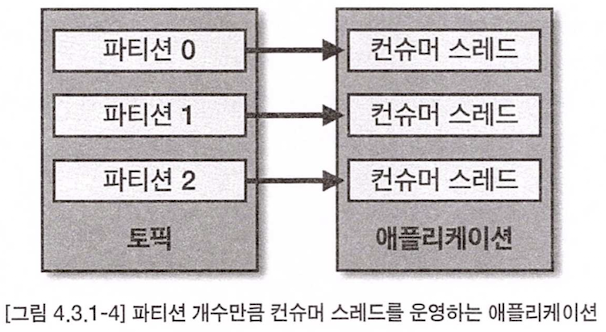 파티션 0
컨슈머 스레드
파티션 1
컨슈머 스레드
파티션 2
컨슈머 스레드
토픽
애플리케이션
[그림 4.3.1-4] 파티션 개수만큼 컨슈머 스레드를 운영하는 애플리케이션